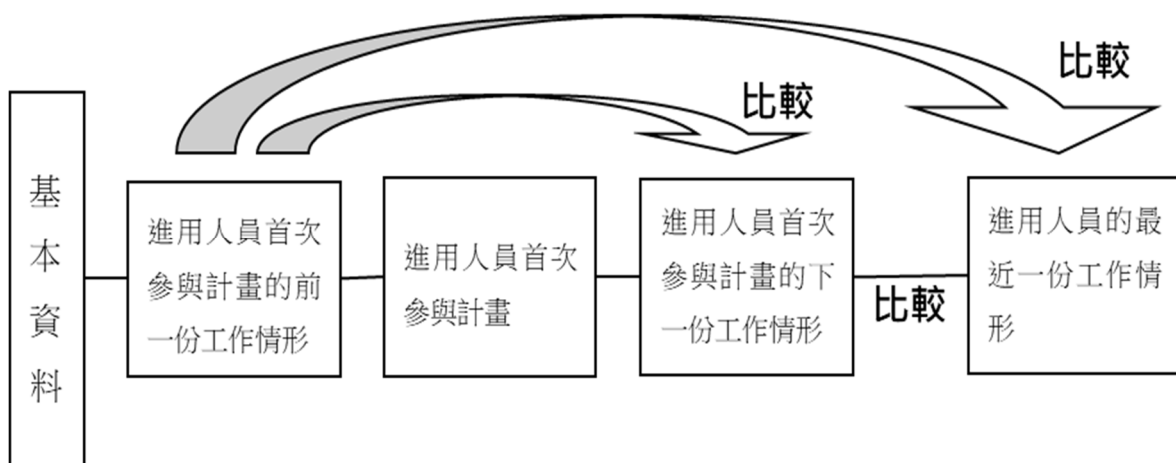 比較
比較
基本資料
進用人員首次
參與計畫的前
一份工作情形
進用人員首次
參與計畫
進用人員首次
參與計畫的下
一份工作情形
比較
進用人員的最
近一份工作情
形